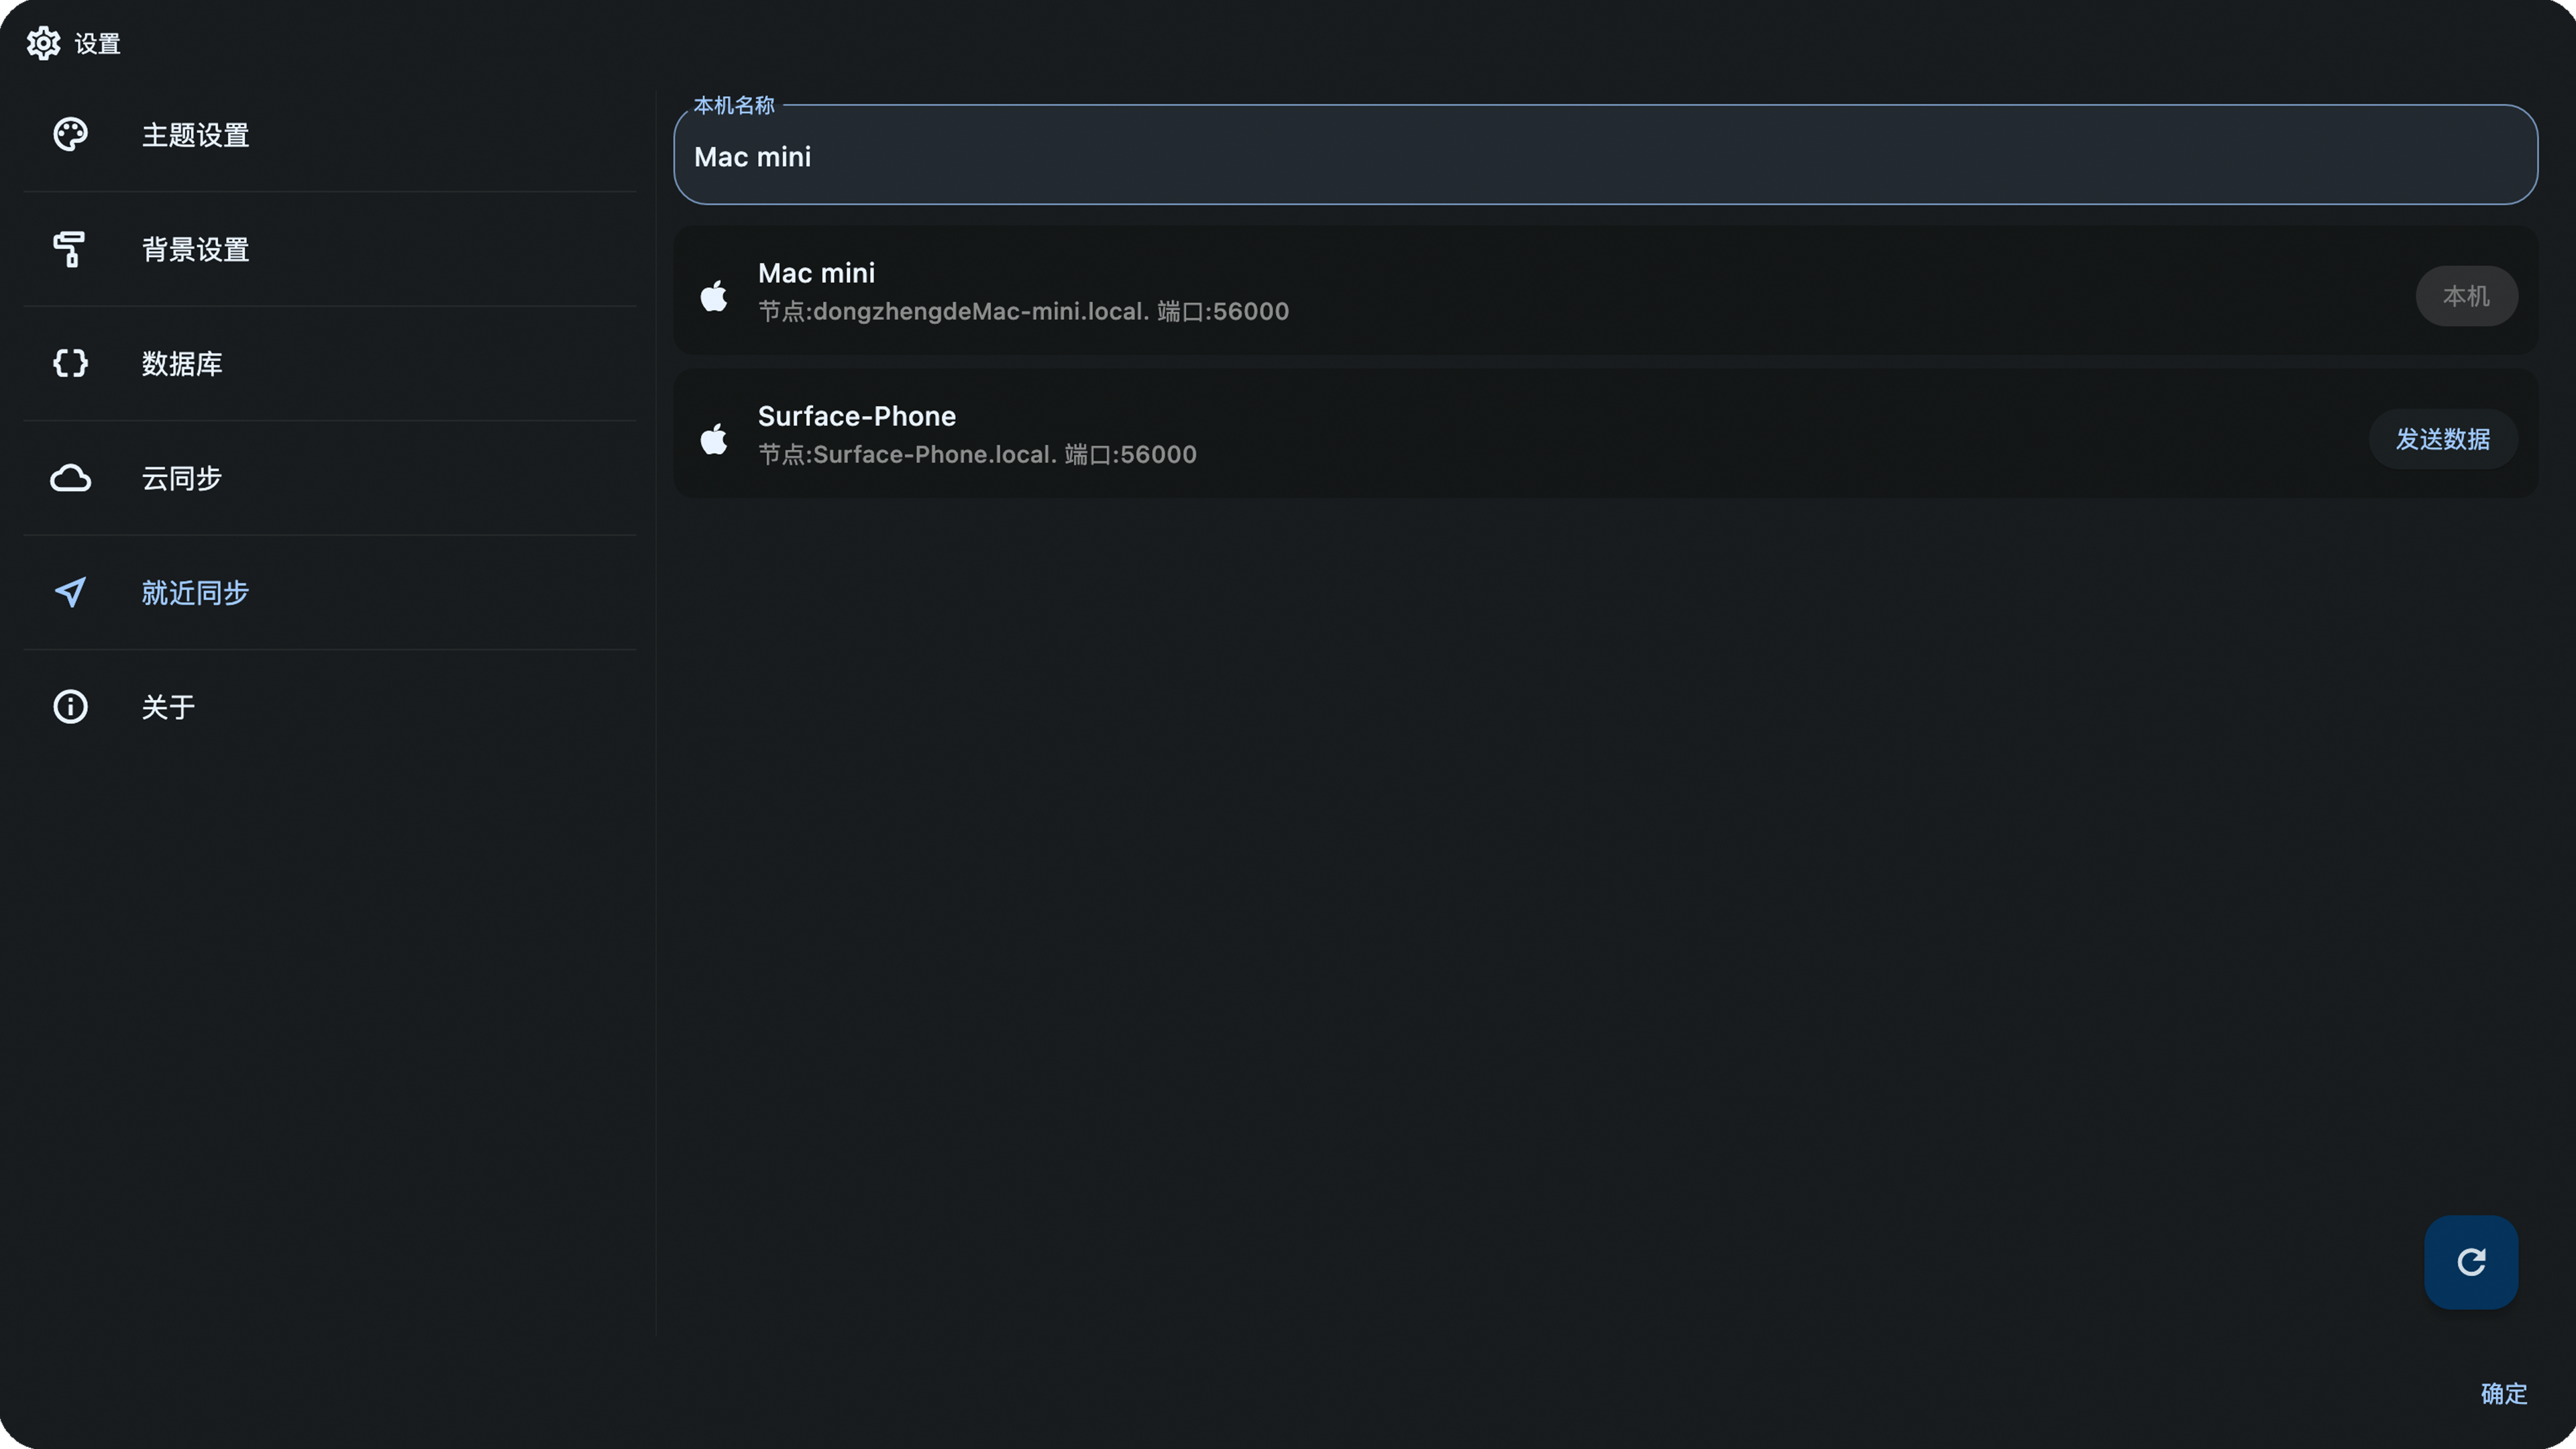 设置
主题设置
背景设置
数据库
云同步
就近同步
关于
本机名称
Mac mini
Mac mini
节点:dongzhengdeMac-mini.local. 端口:56000
本机
Surface-Phone
节点:Surface-Phone.local. 端口:56000
发送数据
确定